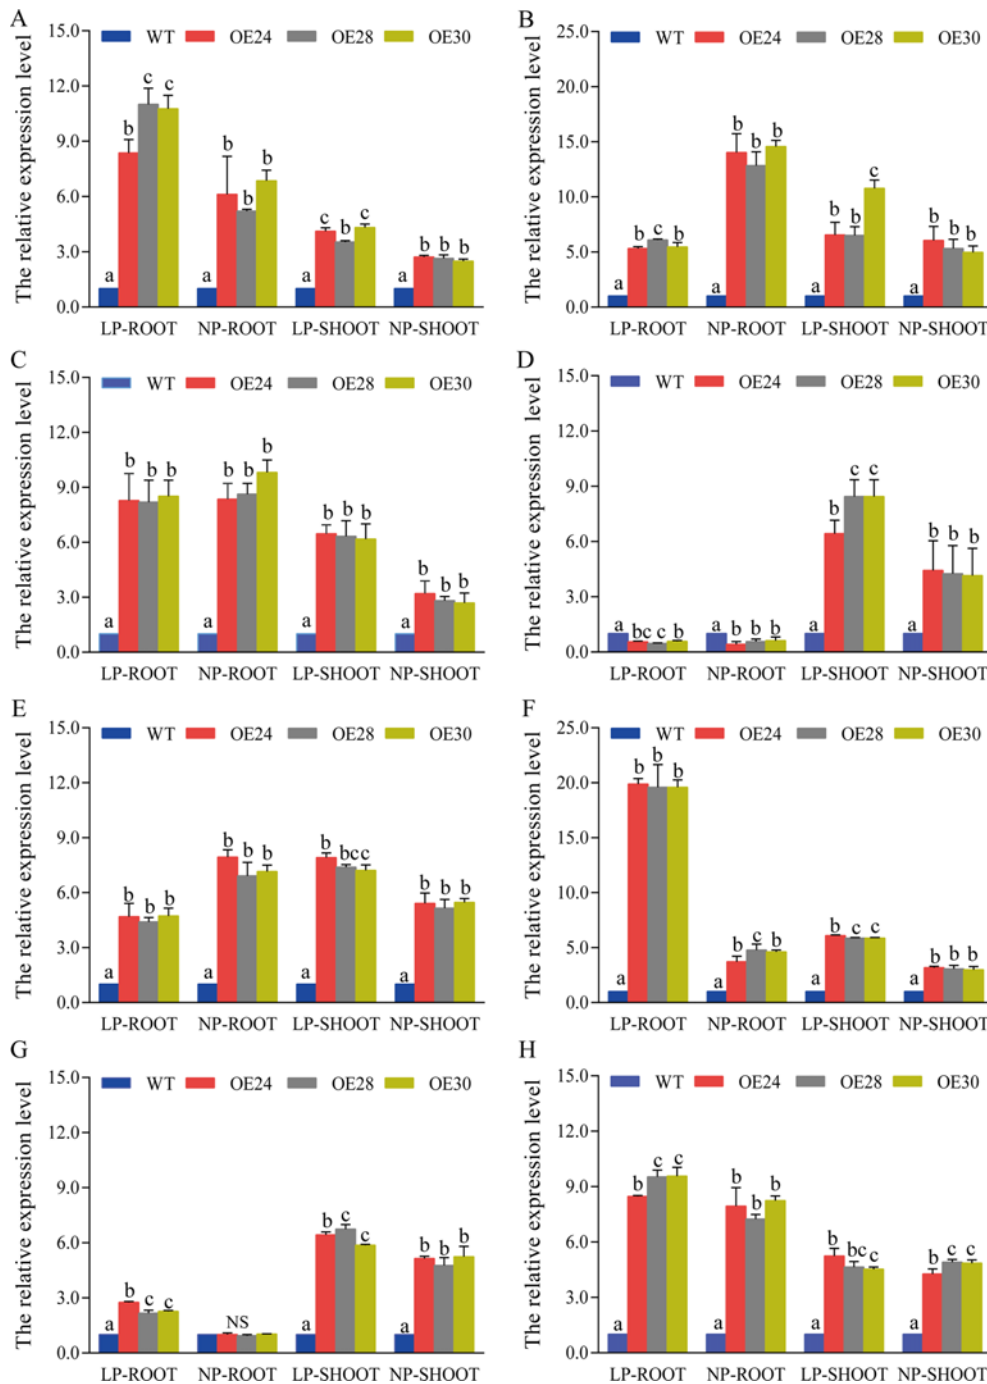 A
B
WT OE24 OE28 OE30
WT OE24 OE28 OE30
The relative expression level
15.0
12.0
9.0
6.0
3.0
0.0
a b c c
a b b b
a c b c
a b b b
LP-ROOT NP-ROOT LP-SHOOT NP-SHOOT
The relative expression level
25.0
20.0
15.0
10.0
5.0
0.0
a b c b
a b b b
a b b c
a b b b
LP-ROOT NP-ROOT LP-SHOOT NP-SHOOT
C
D
WT OE24 OE28 OE30
WT OE24 OE28 OE30
The relative expression level
15.0
12.0
9.0
6.0
3.0
0.0
a b b b
a b b b
a b b b
a b b b
LP-ROOT NP-ROOT LP-SHOOT NP-SHOOT
The relative expression level
15.0
12.0
9.0
6.0
3.0
0.0
a bc c b
a b b b
a b c c
a b b b
LP-ROOT NP-ROOT LP-SHOOT NP-SHOOT
E
F
WT OE24 OE28 OE30
WT OE24 OE28 OE30
The relative expression level
15.0
12.0
9.0
6.0
3.0
0.0
a b b b
a b b b
a b bc c
a b b b
LP-ROOT NP-ROOT LP-SHOOT NP-SHOOT
The relative expression level
25.0
20.0
15.0
10.0
5.0
0.0
a b b b
a b c b
a b c c
a b b b
LP-ROOT NP-ROOT LP-SHOOT NP-SHOOT
G
H
WT OE24 OE28 OE30
WT OE24 OE28 OE30
The relative expression level
15.0
12.0
9.0
6.0
3.0
0.0
a b c c
NS
a b c c
a b b b
LP-ROOT NP-ROOT LP-SHOOT NP-SHOOT
The relative expression level
15.0
12.0
9.0
6.0
3.0
0.0
a b c c
a b b b
a b bc c
a b c c
LP-ROOT NP-ROOT LP-SHOOT NP-SHOOT